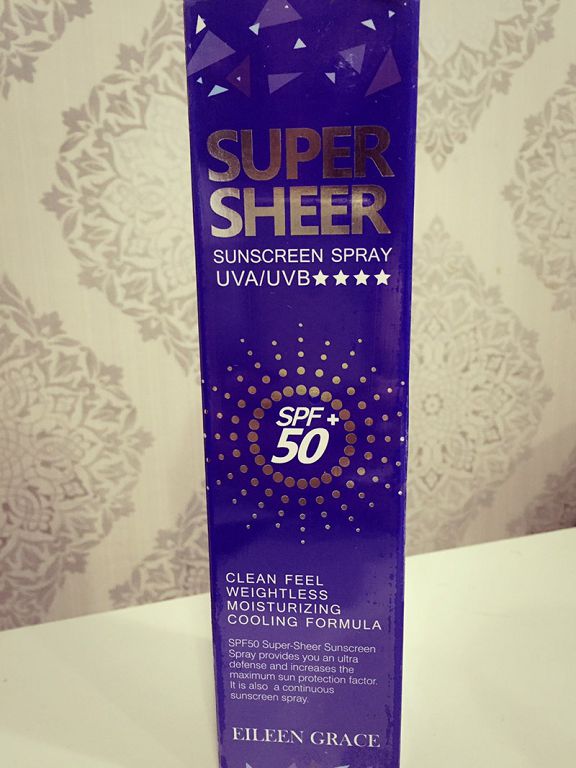 SUPER
SHEER
SUNSCREEN SPRAY
UVA/UVB★★★★
SPF +
50
CLEAN FEEL
WEIGHTLESS
MOISTURIZING
COOLING FORMULA
SPF50 Super-Sheer Sunscreen
Spray provides you an ultra
defense and increases the
maximum sun protection factor.
It is also a continuous
sunscreen spray.
EILEEN GRACE